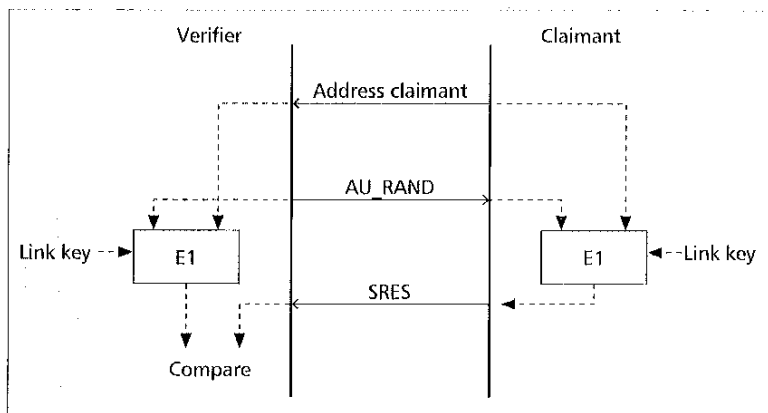 Verifier
Claimant
Address claimant
AU_RAND
Link key
E1
E1
Link key
SRES
Compare